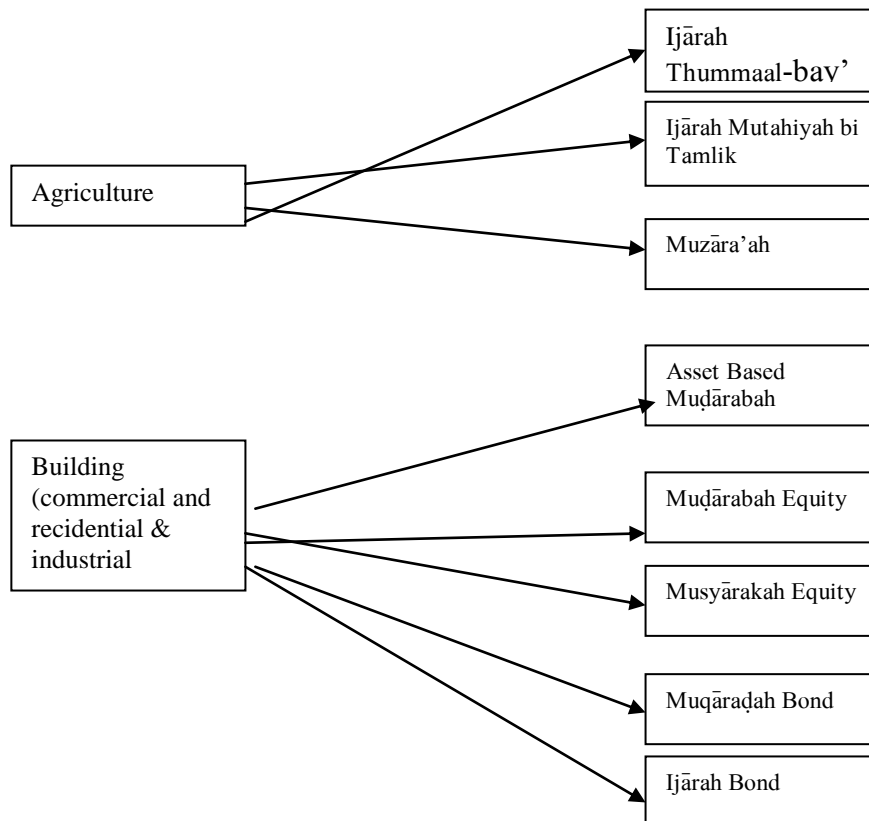 Ijārah
Thummaal-bav’
Ijārah Mutahiyah bi
Tamlik
Agriculture
Muzāra’ah
Asset Based
Muḍārabah
Building
(commercial and
recidential &
industrial
Muḍārabah Equity
Musyārakah Equity
Muqāraḍah Bond
Ijārah Bond